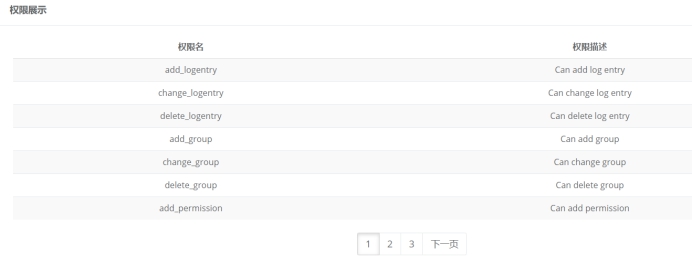 权限展示
权限名 权限描述
add_logentry Can add log entry
change_logentry Can change log entry
delete_logentry Can delete log entry
add_group Can add group
change_group Can change group
delete_group Can delete group
add_permission Can add permission
1 2 3 下一页